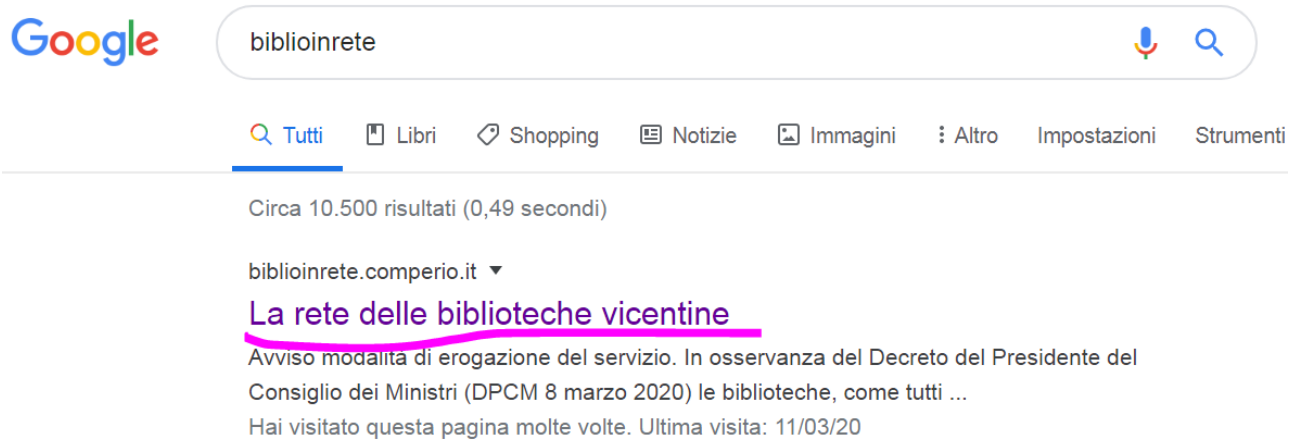 Google biblioinrete
Tutti Libri Shopping Notizie Immagini Altro Impostazioni Strumenti
Circa 10.500 risultati (0,49 secondi)
biblioinrete.comperio.it
La rete delle biblioteche vicentine
Avviso modalità di erogazione del servizio. In osservanza del Decreto del Presidente del
Consiglio dei Ministri (DPCM 8 marzo 2020) le biblioteche, come tutti ...
Hai visitato questa pagina molte volte. Ultima visita: 11/03/20